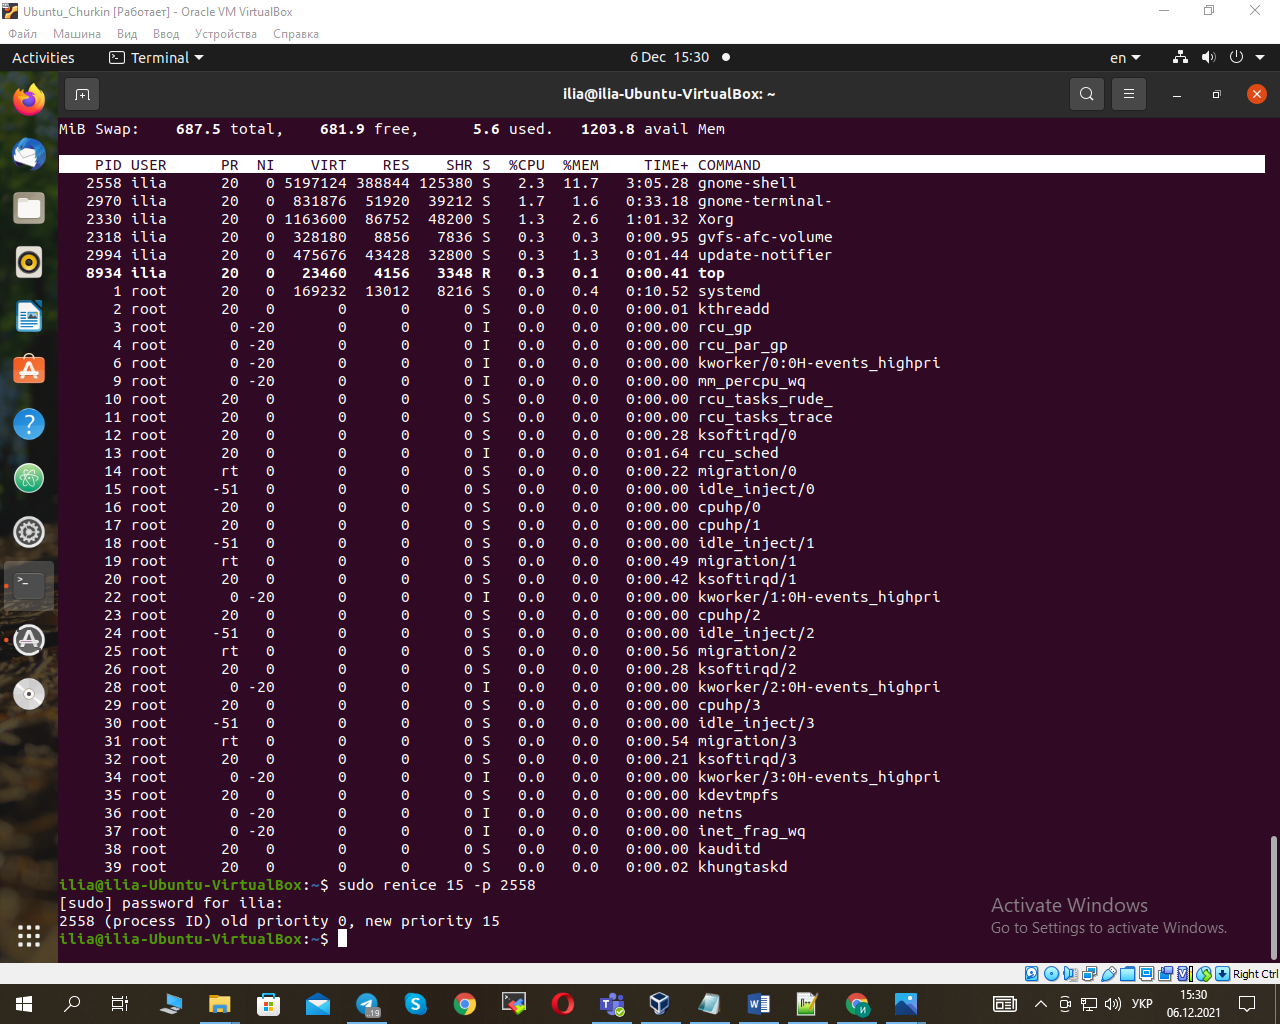 Ubuntu_Churkin [Работает] - Oracle VM VirtualBox
Файл Машина Вид Ввод Устройства Справка
Activities Terminal 6 Dec 15:30 en
ilia@ilia-Ubuntu-VirtualBox: ~
MiB Swap: 687.5 total, 681.9 free, 5.6 used. 1203.8 avail Mem
PID USER PR NI VIRT RES SHR S %CPU %MEM TIME+ COMMAND
2558 ilia 20 0 5197124 388844 125380 S 2.3 11.7 3:05.28 gnome-shell
2970 ilia 20 0 831876 51920 39212 S 1.7 1.6 0:33.18 gnome-terminal-
2330 ilia 20 0 1163600 86752 48200 S 1.3 2.6 1:01.32 Xorg
2318 ilia 20 0 328180 8856 7836 S 0.3 0.3 0:00.95 gvfs-afc-volume
2994 ilia 20 0 475676 43428 32800 S 0.3 1.3 0:01.44 update-notifier
8934 ilia 20 0 23460 4156 3348 R 0.3 0.1 0:00.41 top
1 root 20 0 169232 13012 8216 S 0.0 0.4 0:10.52 systemd
2 root 20 0 0 0 0 S 0.0 0.0 0:00.01 kthreadd
3 root 0 -20 0 0 0 I 0.0 0.0 0:00.00 rcu_gp
4 root 0 -20 0 0 0 I 0.0 0.0 0:00.00 rcu_par_gp
6 root 0 -20 0 0 0 I 0.0 0.0 0:00.00 kworker/0:0H-events_highpri
9 root 0 -20 0 0 0 I 0.0 0.0 0:00.00 mm_percpu_wq
10 root 20 0 0 0 0 S 0.0 0.0 0:00.00 rcu_tasks_rude_
11 root 20 0 0 0 0 S 0.0 0.0 0:00.00 rcu_tasks_trace
12 root 20 0 0 0 0 S 0.0 0.0 0:00.28 ksoftirqd/0
13 root 20 0 0 0 0 I 0.0 0.0 0:01.64 rcu_sched
14 root rt 0 0 0 0 S 0.0 0.0 0:00.22 migration/0
15 root -51 0 0 0 0 S 0.0 0.0 0:00.00 idle_inject/0
16 root 20 0 0 0 0 S 0.0 0.0 0:00.00 cpuhp/0
17 root 20 0 0 0 0 S 0.0 0.0 0:00.00 cpuhp/1
18 root -51 0 0 0 0 S 0.0 0.0 0:00.00 idle_inject/1
19 root rt 0 0 0 0 S 0.0 0.0 0:00.49 migration/1
20 root 20 0 0 0 0 S 0.0 0.0 0:00.42 ksoftirqd/1
22 root 0 -20 0 0 0 I 0.0 0.0 0:00.00 kworker/1:0H-events_highpri
23 root 20 0 0 0 0 S 0.0 0.0 0:00.00 cpuhp/2
24 root -51 0 0 0 0 S 0.0 0.0 0:00.00 idle_inject/2
25 root rt 0 0 0 0 S 0.0 0.0 0:00.56 migration/2
26 root 20 0 0 0 0 S 0.0 0.0 0:00.28 ksoftirqd/2
28 root 0 -20 0 0 0 I 0.0 0.0 0:00.00 kworker/2:0H-events_highpri
29 root 20 0 0 0 0 S 0.0 0.0 0:00.00 cpuhp/3
30 root -51 0 0 0 0 S 0.0 0.0 0:00.00 idle_inject/3
31 root rt 0 0 0 0 S 0.0 0.0 0:00.54 migration/3
32 root 20 0 0 0 0 S 0.0 0.0 0:00.21 ksoftirqd/3
34 root 0 -20 0 0 0 I 0.0 0.0 0:00.00 kworker/3:0H-events_highpri
35 root 20 0 0 0 0 S 0.0 0.0 0:00.00 kdevtmpfs
36 root 0 -20 0 0 0 I 0.0 0.0 0:00.00 netns
37 root 0 -20 0 0 0 I 0.0 0.0 0:00.00 inet_frag_wq
38 root 20 0 0 0 0 S 0.0 0.0 0:00.00 kauditd
39 root 20 0 0 0 0 S 0.0 0.0 0:00.02 khungtaskd
ilia@ilia-Ubuntu-VirtualBox:~$ sudo renice 15 -p 2558
[sudo] password for ilia:
2558 (process ID) old priority 0, new priority 15
ilia@ilia-Ubuntu-VirtualBox:~$
Activate Windows
Go to Settings to activate Windows.
Right Ctrl
УКР
15:30
06.12.2021